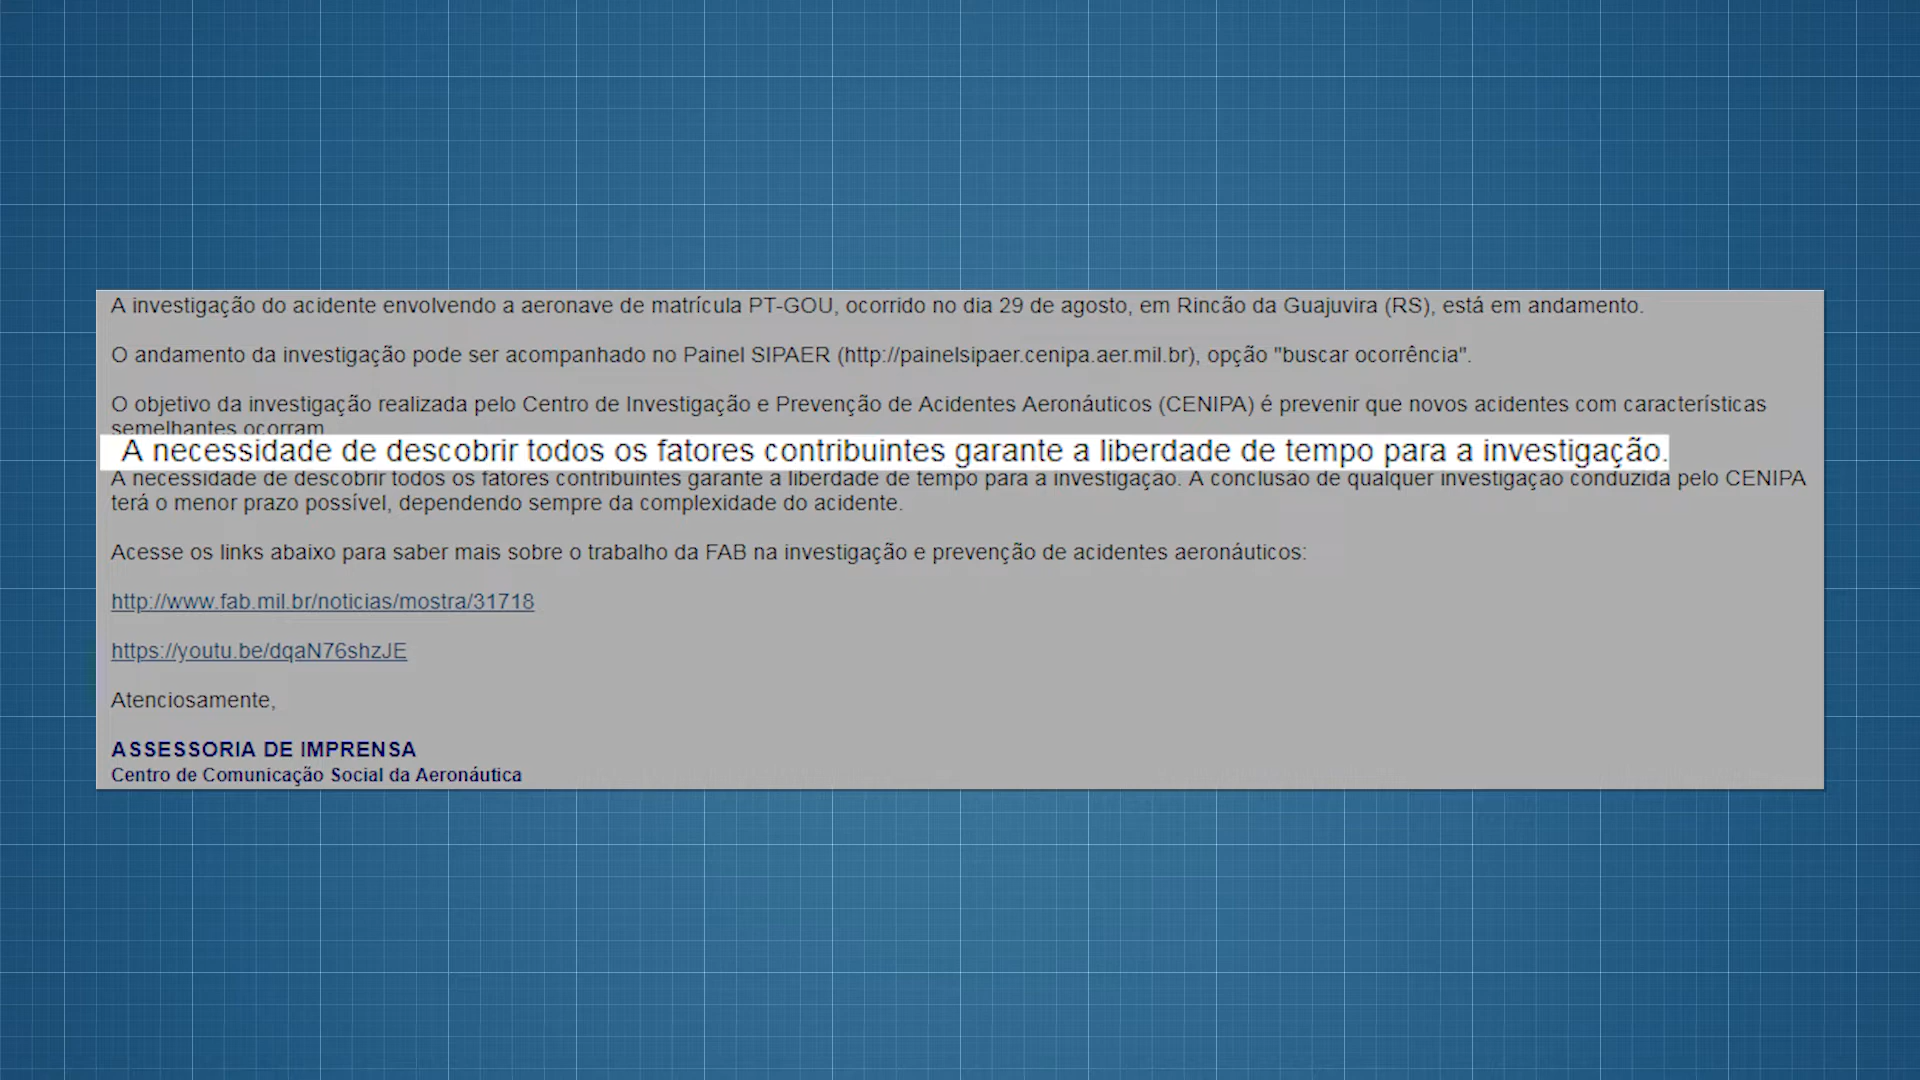 A investigação do acidente envolvendo a aeronave de matrícula PT-GOU, ocorrido no dia 29 de agosto, em Rincão da Guajuvira (RS), está em andamento.
O andamento da investigação pode ser acompanhado no Painel SIPAER (http://painelsipaer.cenipa.aer.mil.br), opção "buscar ocorrência".
O objetivo da investigação realizada pelo Centro de Investigação e Prevenção de Acidentes Aeronáuticos (CENIPA) é prevenir que novos acidentes com características
semelhantes ocorram
A necessidade de descobrir todos os fatores contribuintes garante a liberdade de tempo para a investigação.
A necessidade de descobrir todos os fatores contribuintes garante a liberdade de tempo para a investigação. A conclusão de qualquer investigação conduzida pelo CENIPA
terá o menor prazo possível, dependendo sempre da complexidade do acidente.
Acesse os links abaixo para saber mais sobre o trabalho da FAB na investigação e prevenção de acidentes aeronáuticos:
http://www.fab.mil.br/noticias/mostra/31718
https://youtu.be/dqaN76shzJE
Atenciosamente,
ASSESSORIA DE IMPRENSA
Centro de Comunicação Social da Aeronáutica